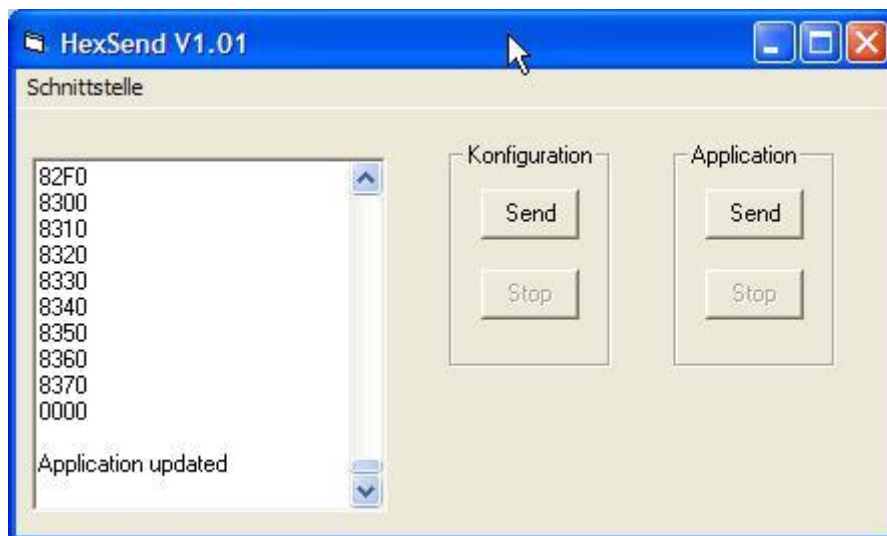 HexSend V1.01
Schnittstelle
82F0
8300
8310
8320
8330
8340
8350
8360
8370
0000
Application updated
Konfiguration
Send
Stop
Application
Send
Stop